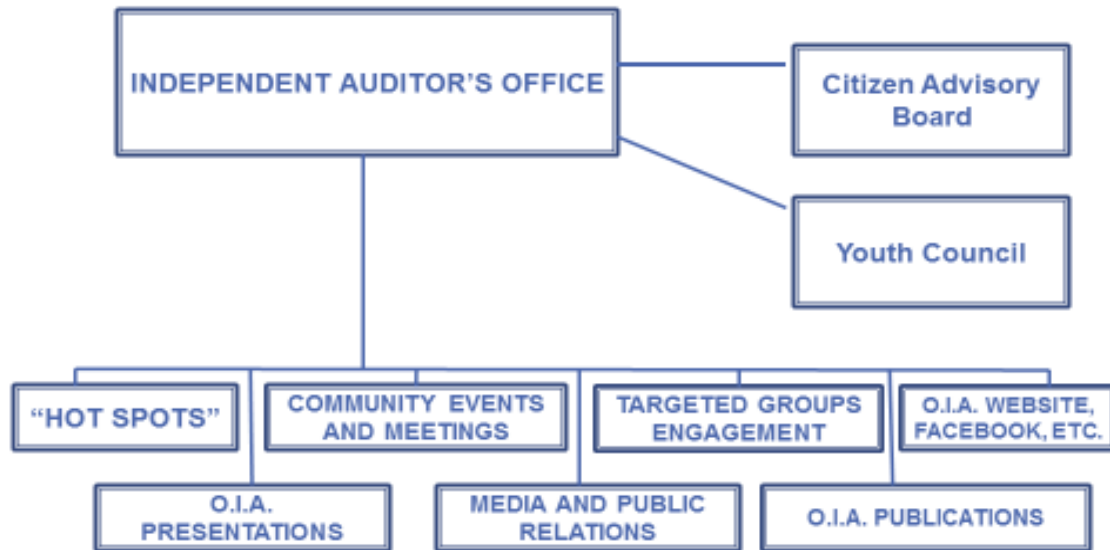 INDEPENDENT AUDITOR'S OFFICE
Citizen Advisory
Board
Youth Council
“HOT SPOTS”
COMMUNITY EVENTS
AND MEETINGS
TARGETED GROUPS
ENGAGEMENT
O.I.A. WEBSITE,
FACEBOOK, ETC.
O.I.A.
PRESENTATIONS
MEDIA AND PUBLIC
RELATIONS
O.I.A. PUBLICATIONS